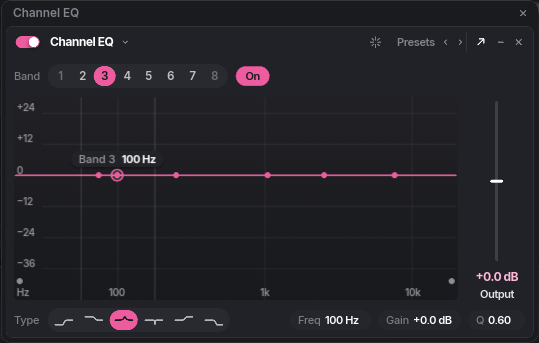 Channel EQ
Channel EQ
Presets
Band 1 2 3 4 5 6 7 8 On
+24
+12
Band 3 100 Hz
0
−12
−24
−36
Hz 100 1k 10k
+0.0 dB
Output
Type Freq 100 Hz Gain +0.0 dB Q 0.60